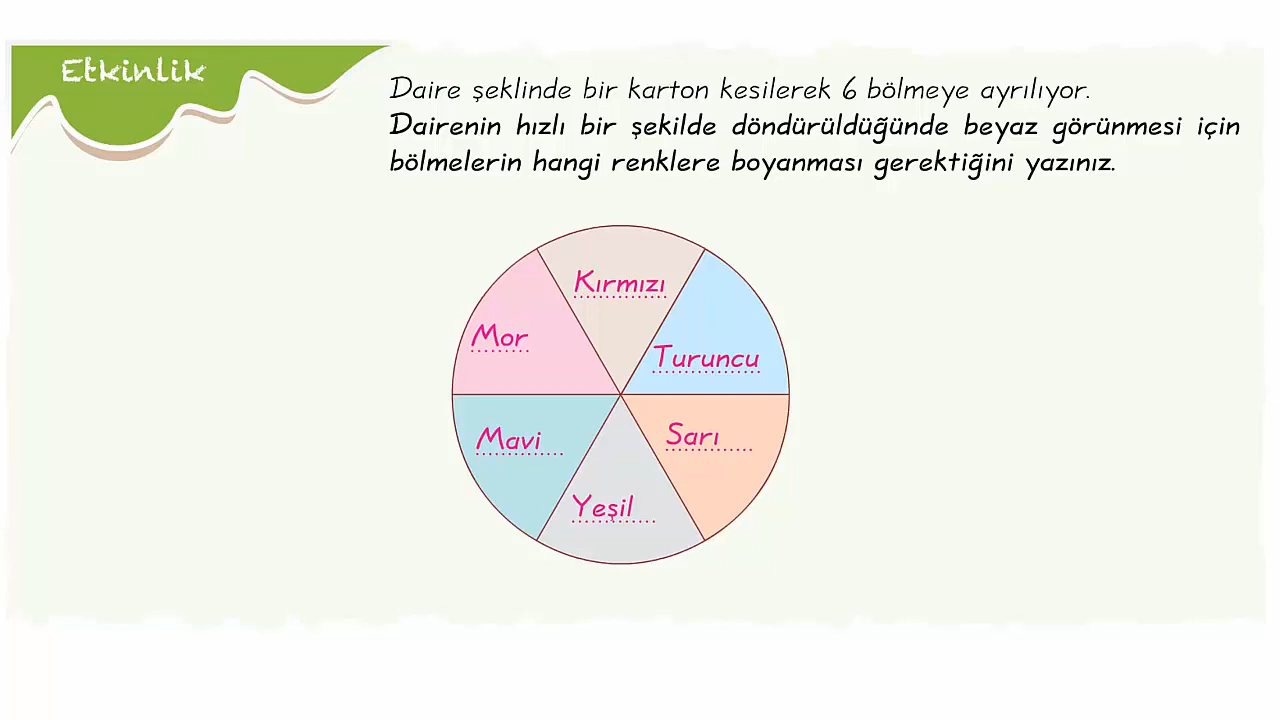 Etkinlik
Daire şeklinde bir karton kesilerek 6 bölmeye ayrılıyor.
Dairenin hızlı bir şekilde döndürüldüğünde beyaz görünmesi için
bölmelerin hangi renklere boyanması gerektiğini yazınız.
Kırmızı
Mor
Turuncu
Mavi
Sarı
Yeşil